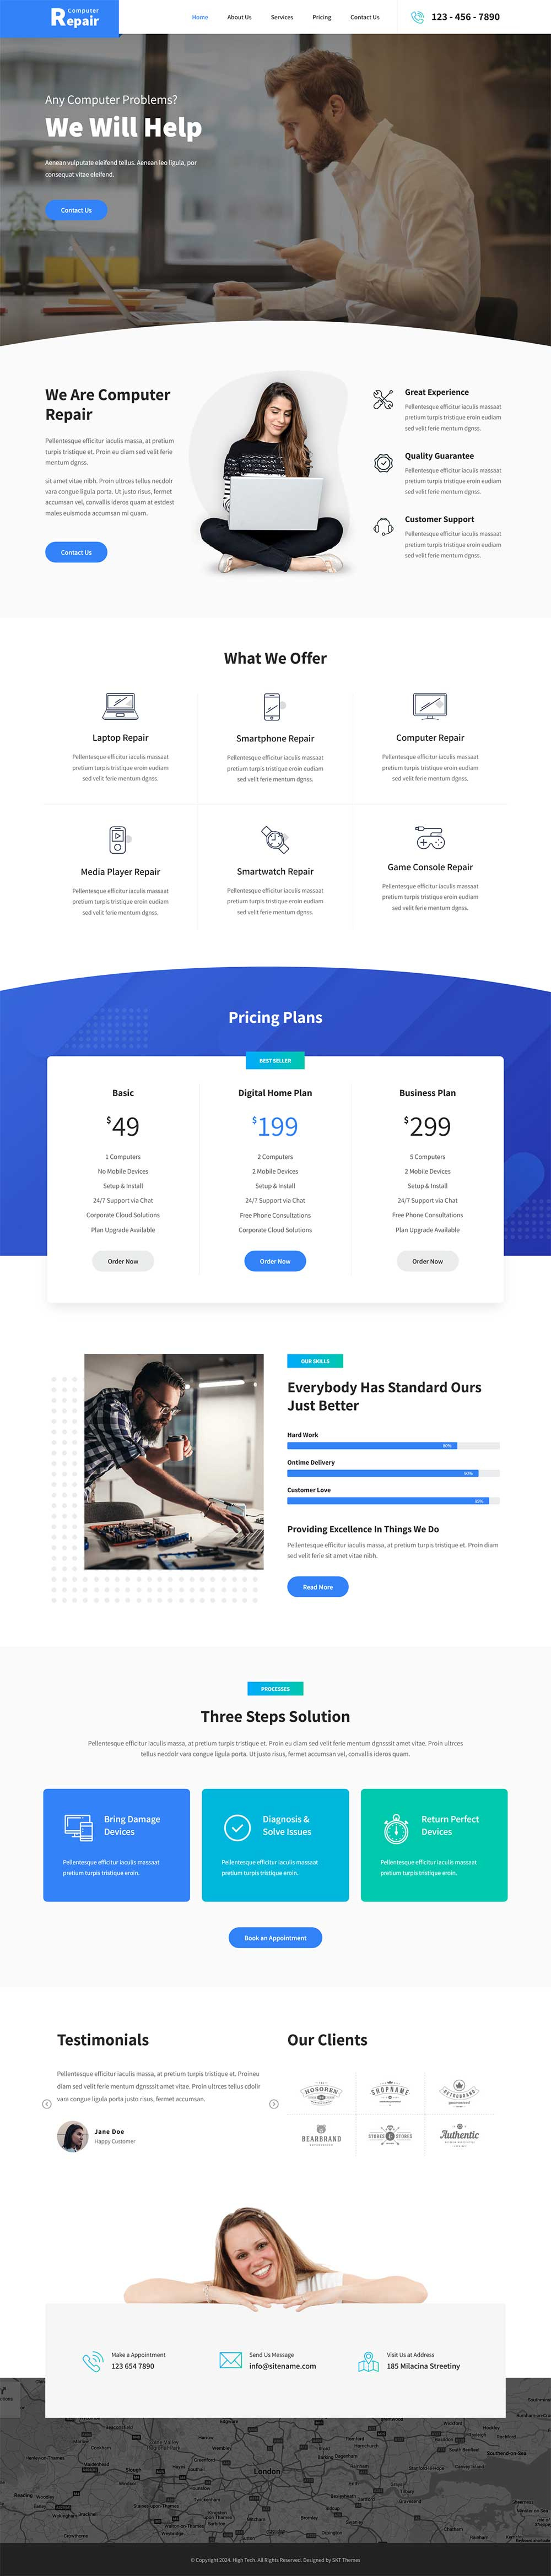 Computer
Repair
Home
About Us
Services
Pricing
Contact Us
123 - 456 - 7890
Any Computer Problems?
We Will Help
Aenean vulputate eleifend tellus. Aenean leo ligula, por
consequat vitae eleifend.
Contact Us
We Are Computer
Repair
Pellentesque efficitur iaculis massa, at pretium
turpis tristique et. Proin eu diam sed velit ferie
mentum dgnss.
sit amet vitae nibh. Proin ultrces tellus necdolr
vara congue ligula porta. Ut justo risus, fermet
accumsan vel, convallis ideros quam at estdest
males euismoda accumsan mi quam.
Contact Us
Great Experience
Pellentesque efficitur iaculis massaat
pretium turpis tristique eroin eudiam
sed velit ferie mentum dgnss.
Quality Guarantee
Pellentesque efficitur iaculis massaat
pretium turpis tristique eroin eudiam
sed velit ferie mentum dgnss.
Customer Support
Pellentesque efficitur iaculis massaat
pretium turpis tristique eroin eudiam
sed velit ferie mentum dgnss.
What We Offer
Laptop Repair
Pellentesque efficitur iaculis massaat
pretium turpis tristique eroin eudiam
sed velit ferie mentum dgnss.
Smartphone Repair
Pellentesque efficitur iaculis massaat
pretium turpis tristique eroin eudiam
sed velit ferie mentum dgnss.
Computer Repair
Pellentesque efficitur iaculis massaat
pretium turpis tristique eroin eudiam
sed velit ferie mentum dgnss.
Media Player Repair
Pellentesque efficitur iaculis massaat
pretium turpis tristique eroin eudiam
sed velit ferie mentum dgnss.
Smartwatch Repair
Pellentesque efficitur iaculis massaat
pretium turpis tristique eroin eudiam
sed velit ferie mentum dgnss.
Game Console Repair
Pellentesque efficitur iaculis massaat
pretium turpis tristique eroin eudiam
sed velit ferie mentum dgnss.
Pricing Plans
BEST SELLER
Basic
$49
1 Computers
No Mobile Devices
Setup & Install
24/7 Support via Chat
Corporate Cloud Solutions
Plan Upgrade Available
Order Now
Digital Home Plan
$199
2 Computers
2 Mobile Devices
Setup & Install
24/7 Support via Chat
Free Phone Consultations
Corporate Cloud Solutions
Order Now
Business Plan
$299
5 Computers
2 Mobile Devices
Setup & Install
24/7 Support via Chat
Free Phone Consultations
Plan Upgrade Available
Order Now
OUR SKILLS
Everybody Has Standard Ours
Just Better
Hard Work
80%
Ontime Delivery
90%
Customer Love
95%
Providing Excellence In Things We Do
Pellentesque efficitur iaculis massa, at pretium turpis tristique et. Proin diam
sed velit ferie sit amet vitae nibh.
Read More
PROCESSES
Three Steps Solution
Pellentesque efficitur iaculis massa, at pretium turpis tristique et. Proin eu diam sed velit ferie mentum dgnsssit amet vitae. Proin ultrces
tellus necdolr vara congue ligula porta. Ut justo risus, fermet accumsan vel, convallis ideros quam.
Bring Damage
Devices
Pellentesque efficitur iaculis massaat
pretium turpis tristique eroin.
Diagnosis &
Solve Issues
Pellentesque efficitur iaculis massaat
pretium turpis tristique eroin.
Return Perfect
Devices
Pellentesque efficitur iaculis massaat
pretium turpis tristique eroin.
Book an Appointment
Testimonials
Pellentesque efficitur iaculis massa, at pretium turpis tristique et. Proineu
diam sed velit ferie mentum dgnsssit amet vitae. Proin ultrces tellus cdolir
vara congue ligula porta justo risus, fermet accumsan.
Jane Doe
Happy Customer
Our Clients
HOSOREN
SHOPNAME
RETROBRAND
BEARBRAND
STORES & STORES
Authentic
Make a Appointment
123 654 7890
Send Us Message
info@sitename.com
Visit Us at Address
185 Milacina Streetiny
London
Slough
Reading
Southend-on-Sea
© Copyright 2024. High Tech. All Rights Reserved. Designed by SKT Themes